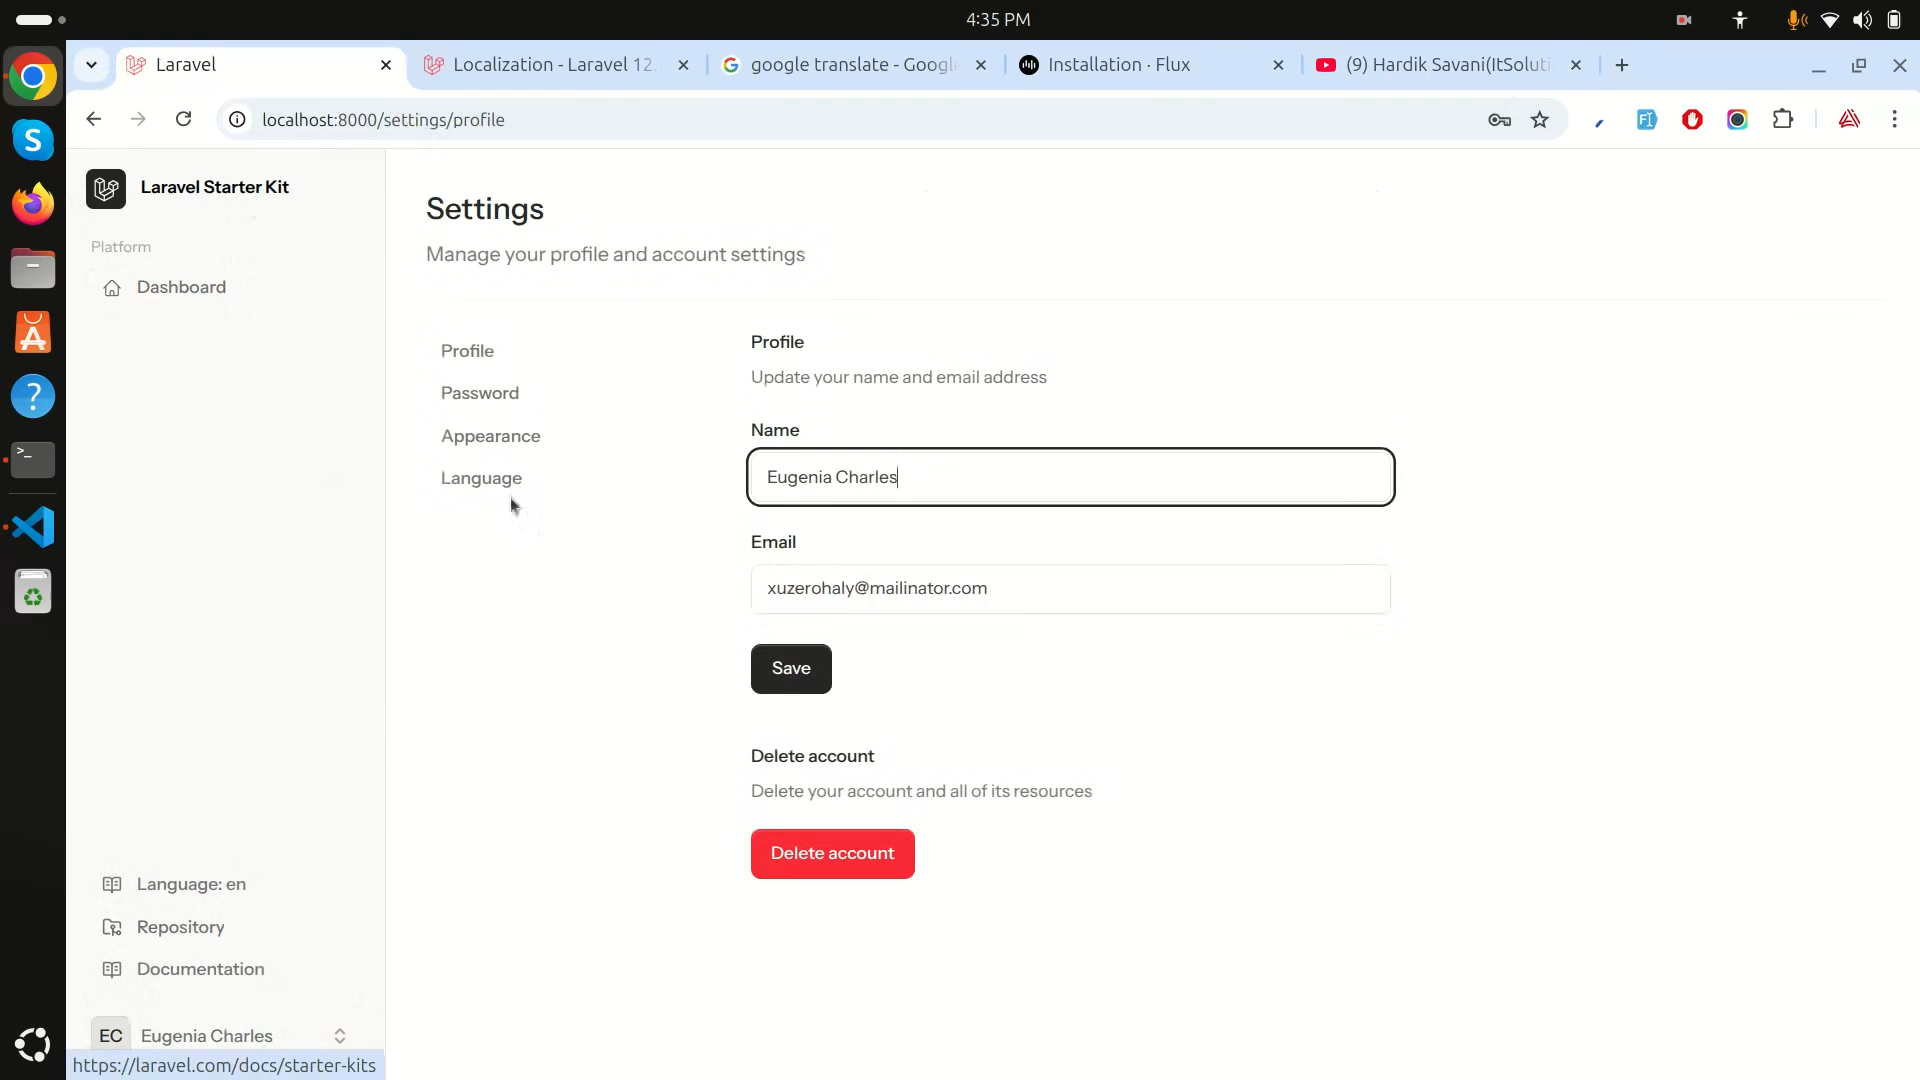 4:35 PM
Laravel
Localization - Laravel 12..
google translate - Google
Installation · Flux
(9) Hardik Savani(ItSoluti
localhost:8000/settings/profile
Laravel Starter Kit
Platform
Dashboard
Settings
Manage your profile and account settings
Profile
Password
Appearance
Language
Profile
Update your name and email address
Name
Eugenia Charles
Email
xuzerohaly@mailinator.com
Save
Delete account
Delete your account and all of its resources
Delete account
Language: en
Repository
Documentation
EC
Eugenia Charles
https://laravel.com/docs/starter-kits